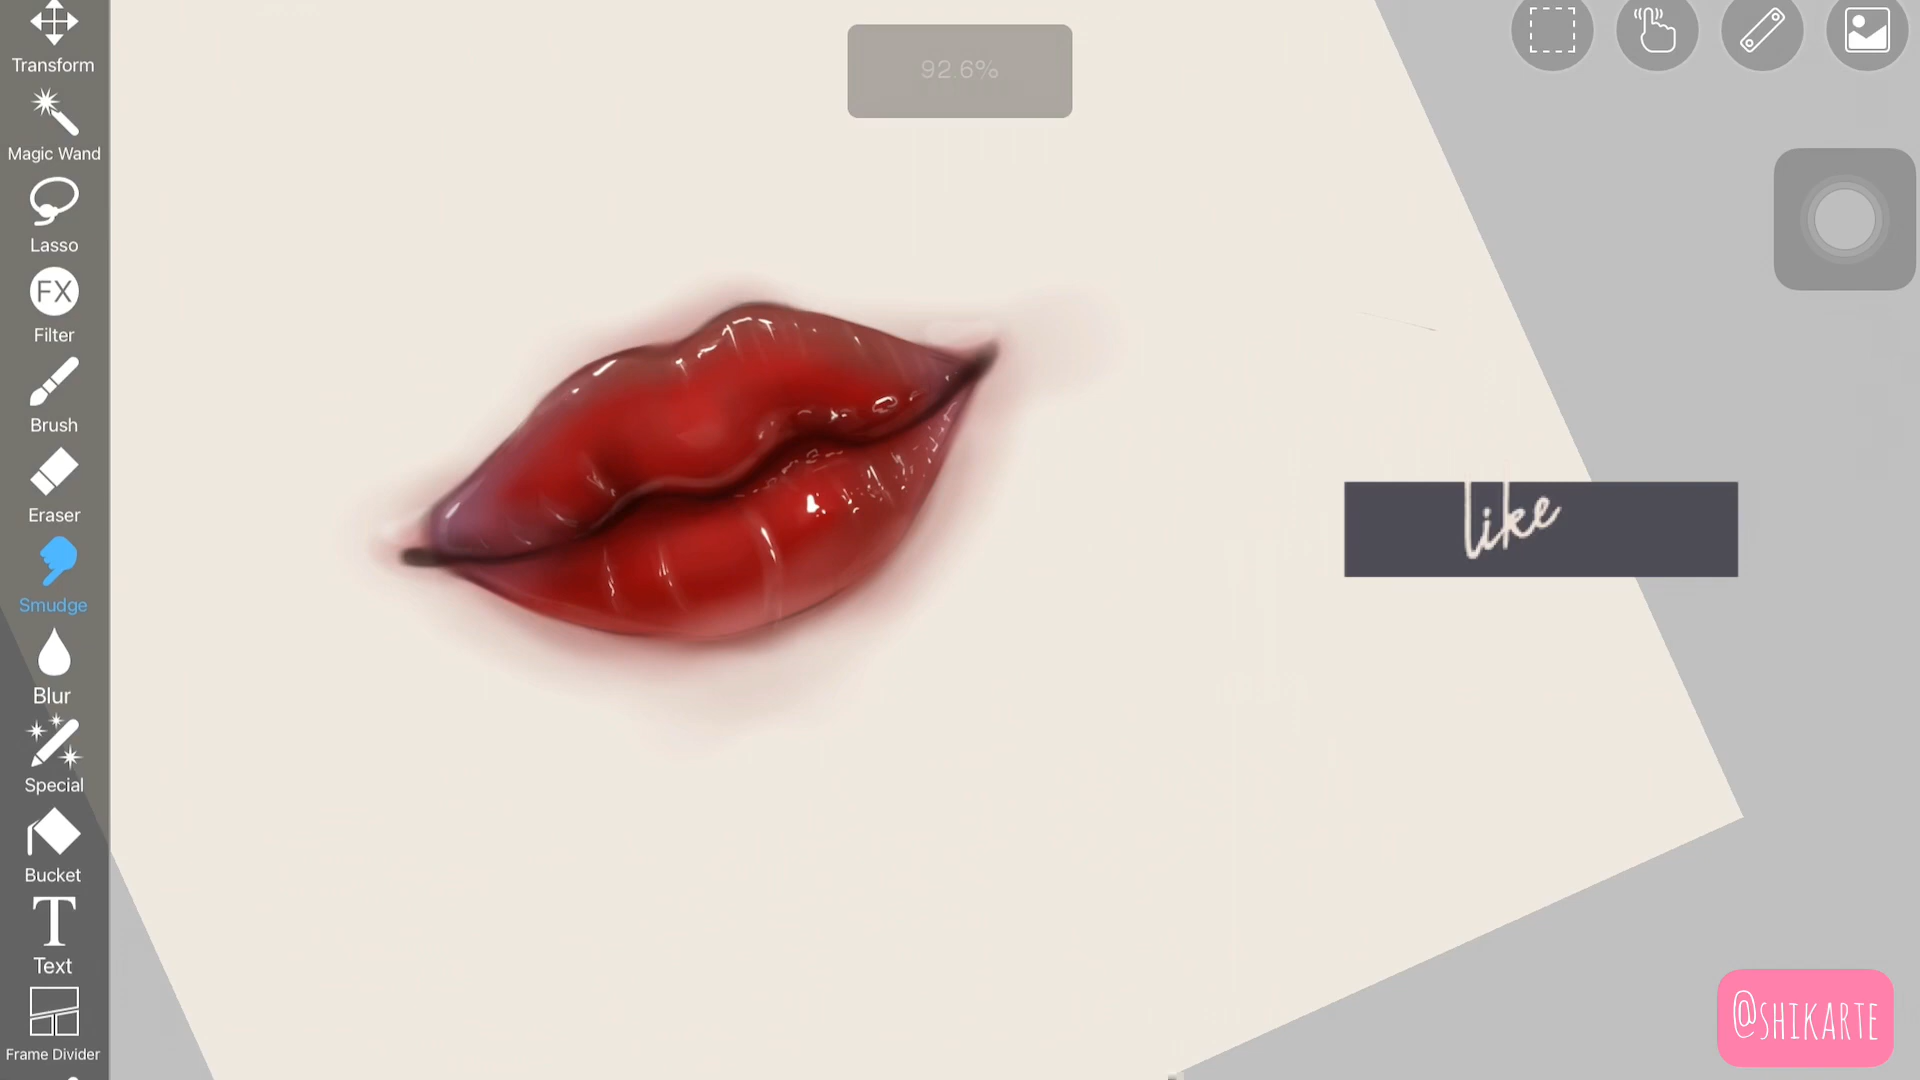 Transform
Magic Wand
Lasso
FX
Filter
Brush
Eraser
Smudge
Blur
Special
Bucket
T
Text
Frame Divider
92.6%
like
@SHIKARTE